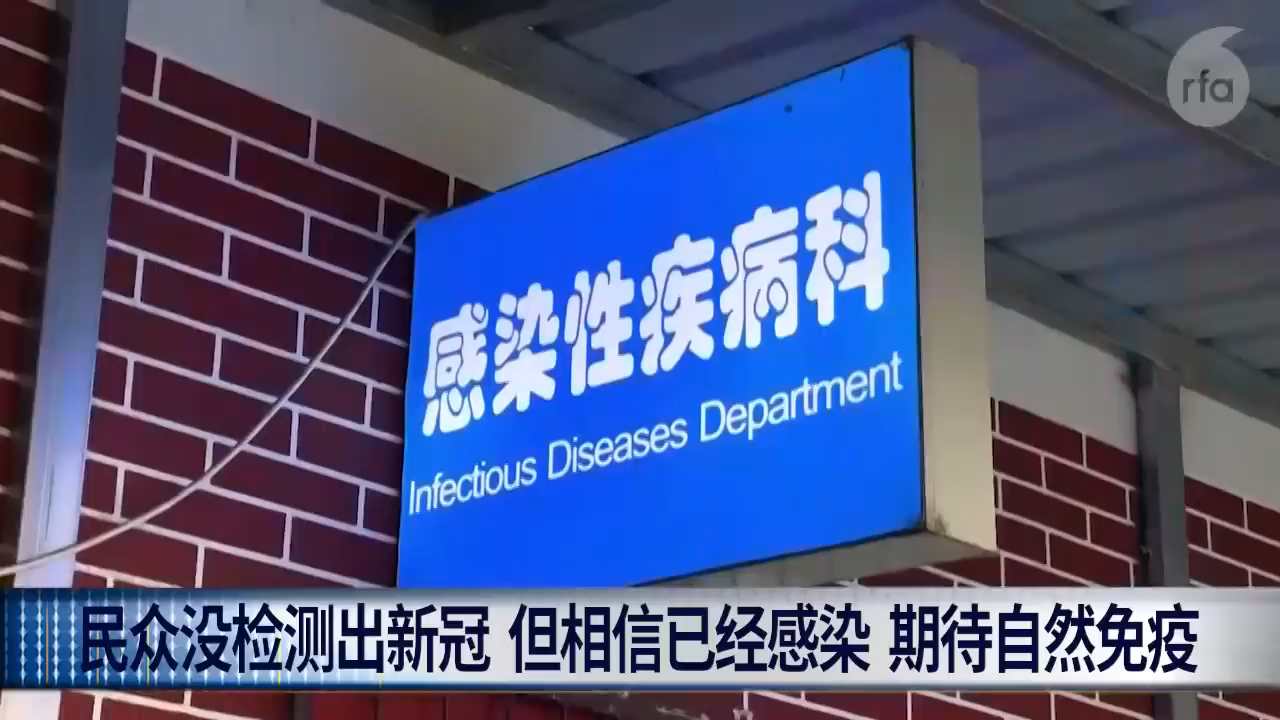 rfa
感染性疾病科
Infectious Diseases Department
民众没检测出新冠 但相信已经感染 期待自然免疫